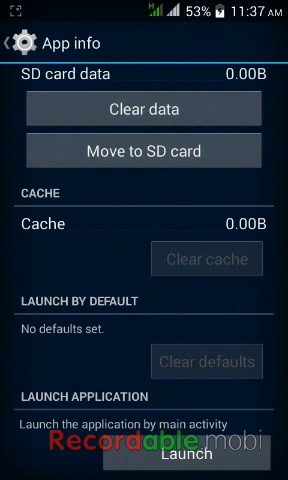 H 53% 11:37 AM
App info
SD card data 0.00B
Clear data
Move to SD card
CACHE
Cache 0.00B
Clear cache
LAUNCH BY DEFAULT
No defaults set.
Clear defaults
LAUNCH APPLICATION
Launch the application by main activity
Recordable.mobi
Launch